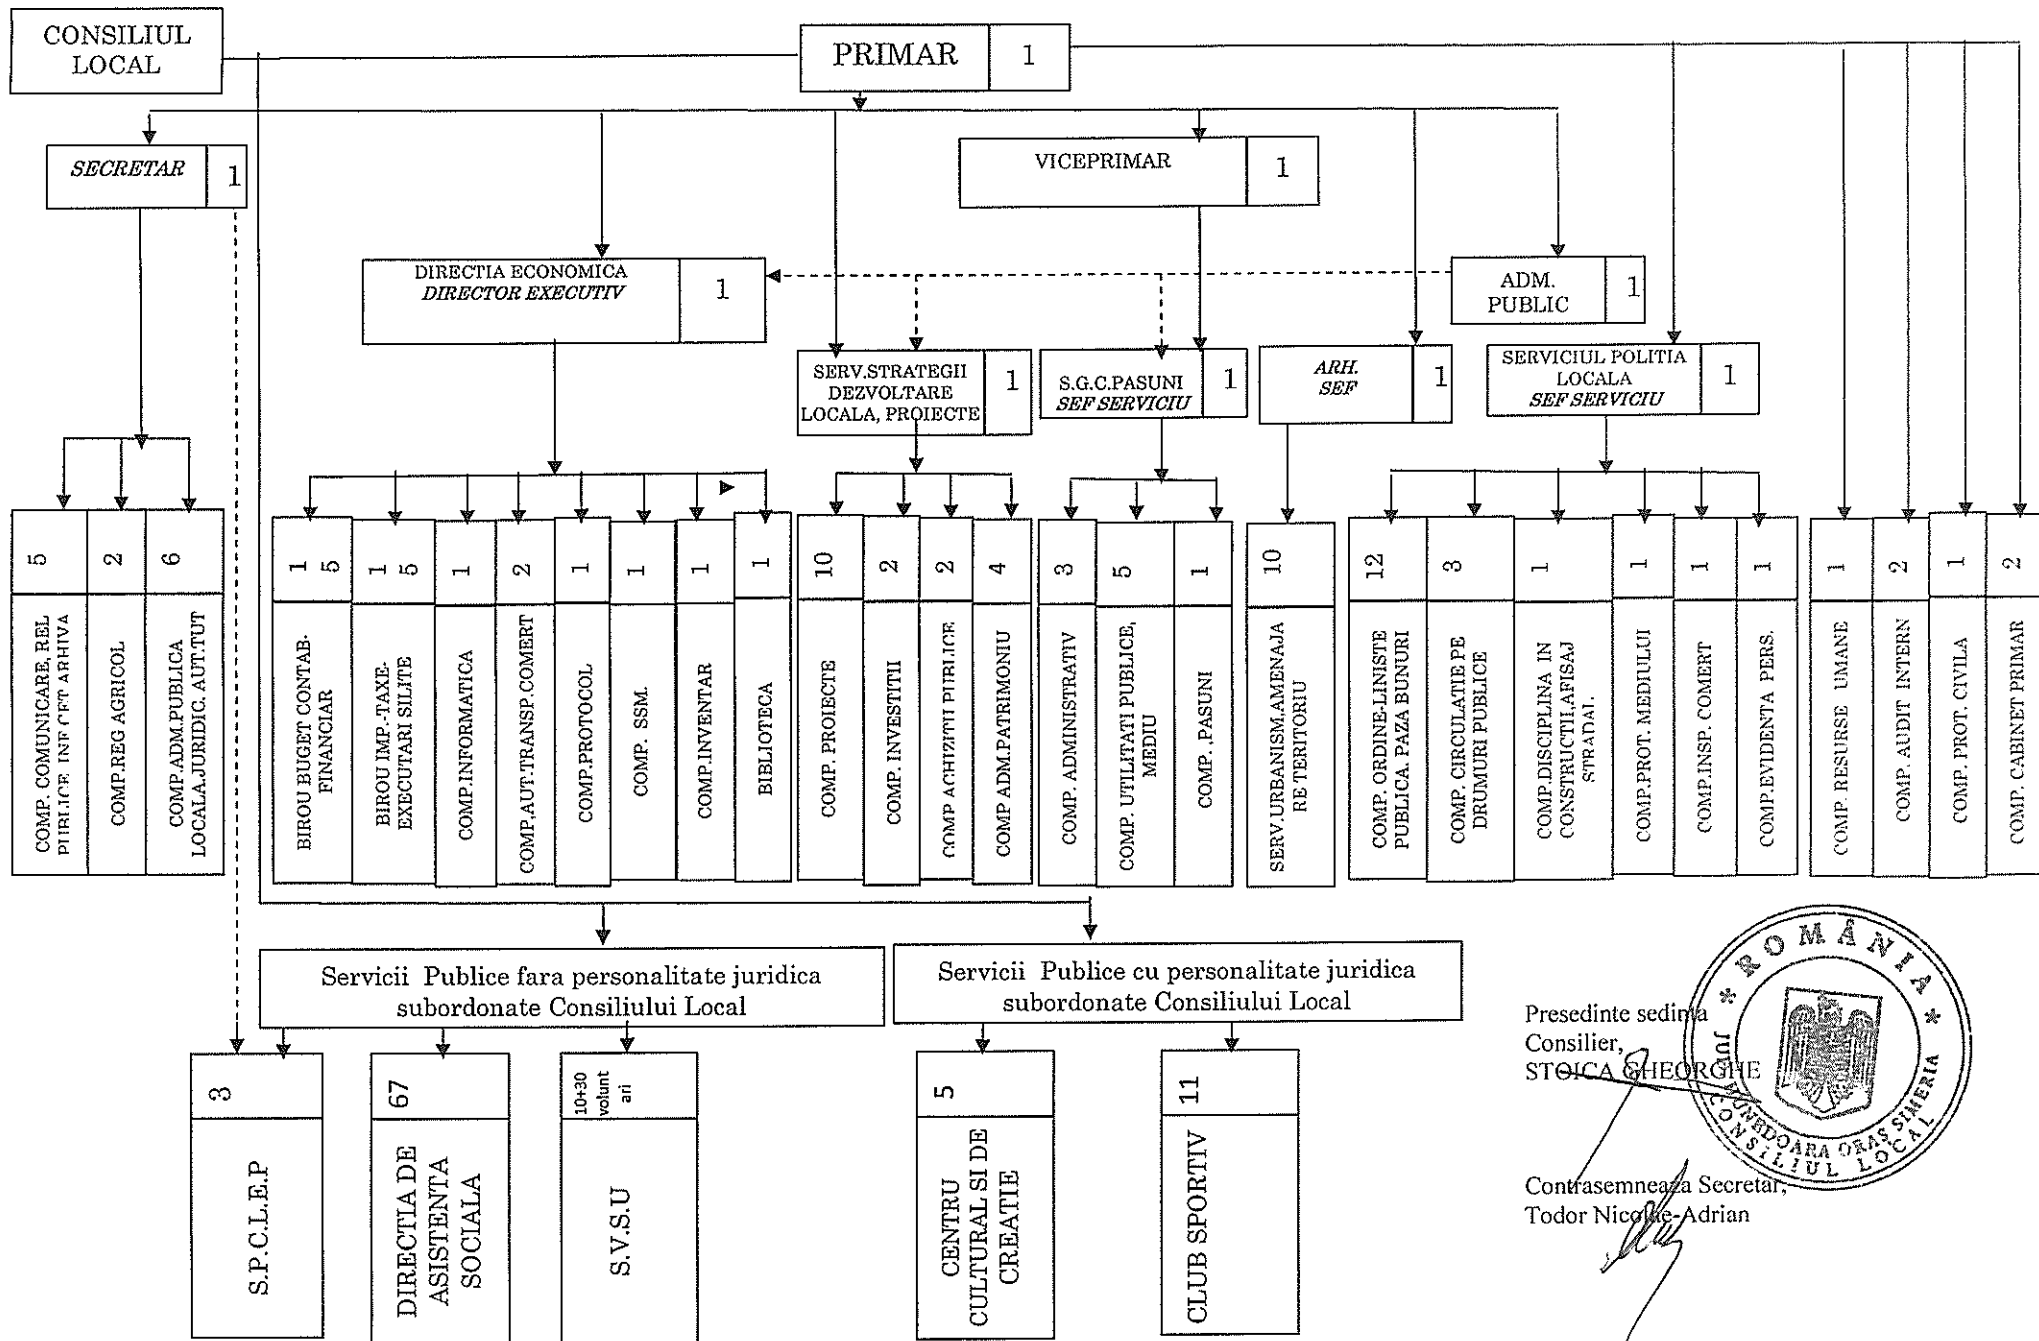 CONSILIUL
LOCAL
PRIMAR 1
SECRETAR 1
VICEPRIMAR 1
DIRECTIA ECONOMICA
DIRECTOR EXECUTIV
1
ADM.
PUBLIC
1
SERV.STRATEGII
DEZVOLTARE
LOCALA, PROIECTE
1
S.G.C.PASUNI
SEF SERVICIU
1
ARH.
SEF
1
SERVICIUL POLITIA
LOCALA
SEF SERVICIU
1
5
COMP. COMUNICARE, REL
PUBLICE
ARHIVA
2
COMP.REG AGRICOL
6
COMP.ADM.PUBLICA
LOCALA.JURIDIC. AUT.TUT
1
5
BIROU BUGET CONTAB-
FINANCIAR
1
5
BIROU IMP.-TAXE-
EXECUTARI SILITE
1
COMP.INFORMATICA
2
COMP,AUT.TRANSP.COMERT
1
COMP.PROTOCOL
1
COMP. SSM.
1
COMP.INVENTAR
1
BIBLIOTECA
10
COMP. PROIECTE
2
COMP. INVESTITII
2
COMP ACHIZITII PUBLICE
4
COMP ADM.PATRIMONIU
3
COMP. ADMINISTRATIV
5
COMP. UTILITATI PUBLICE,
MEDIU
1
COMP. .PASUNI
10
SERV.URBANISM,AMENAJA
RE TERITORIU
12
COMP. ORDINE-LINISTE
PUBLICA. PAZA BUNURI
3
COMP. CIRCULATIE PE
DRUMURI PUBLICE
1
COMP.DISCIPLINA IN
CONSTRUCTII,AFISAJ
STRADAL
1
COMP.PROT. MEDIULUI
1
COMP.INSP. COMERT
1
COMP.EVIDENTA PERS.
1
COMP. RESURSE UMANE
2
COMP. AUDIT INTERN
1
COMP. PROT. CIVILA
2
COMP. CABINET PRIMAR
Servicii Publice fara personalitate juridica
subordonate Consiliului Local
Servicii Publice cu personalitate juridica
subordonate Consiliului Local
3
S.P.C.L.E.P
67
DIRECTIA DE
ASISTENTA
SOCIALA
10+30
volunt
ari
S.V.S.U
5
CENTRU
CULTURAL SI DE
CREATIE
11
CLUB SPORTIV
Presedinte sedinta
Consilier,
STOICA GHEORGHE
Contrasemneaza Secretar,
Todor Nicolae-Adrian
* ROMÂNIA *
HUNEDOARA ORAS SIMERIA
CONSILIUL LOCAL